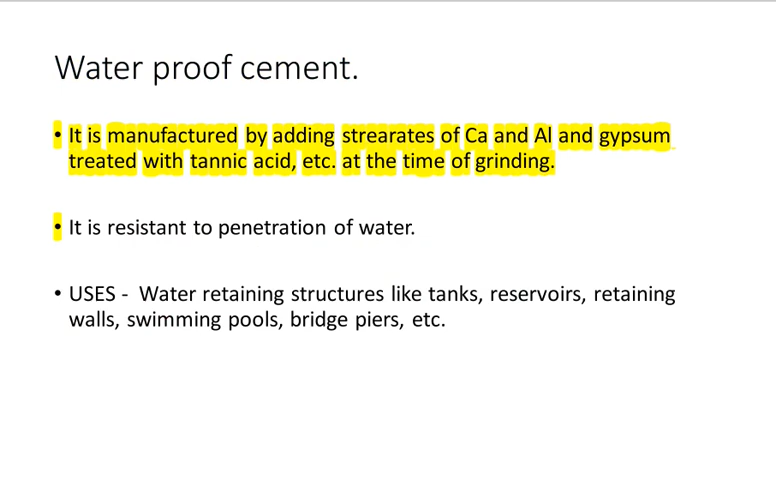 Water proof cement.
• It is manufactured by adding strearates of Ca and Al and gypsum
treated with tannic acid, etc. at the time of grinding.
• It is resistant to penetration of water.
• USES - Water retaining structures like tanks, reservoirs, retaining
walls, swimming pools, bridge piers, etc.